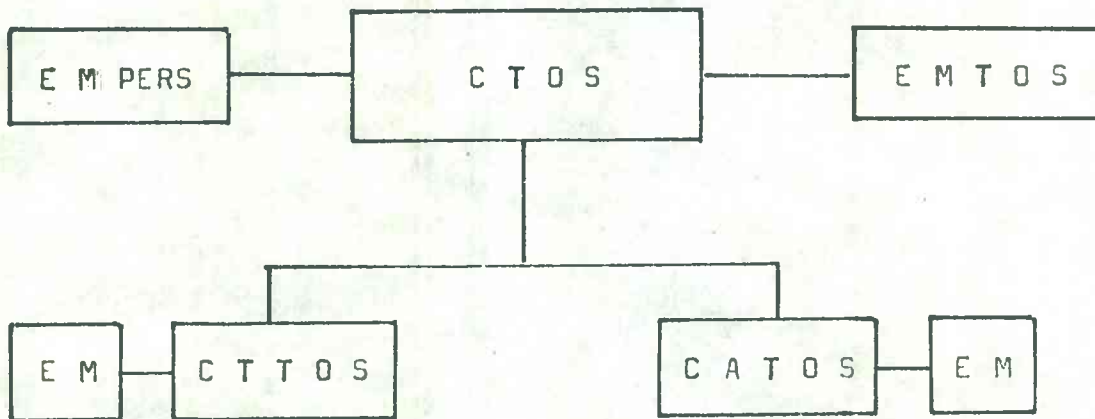 E M PERS
C T O S
E M T O S
E M
C T T O S
C A T O S
E M